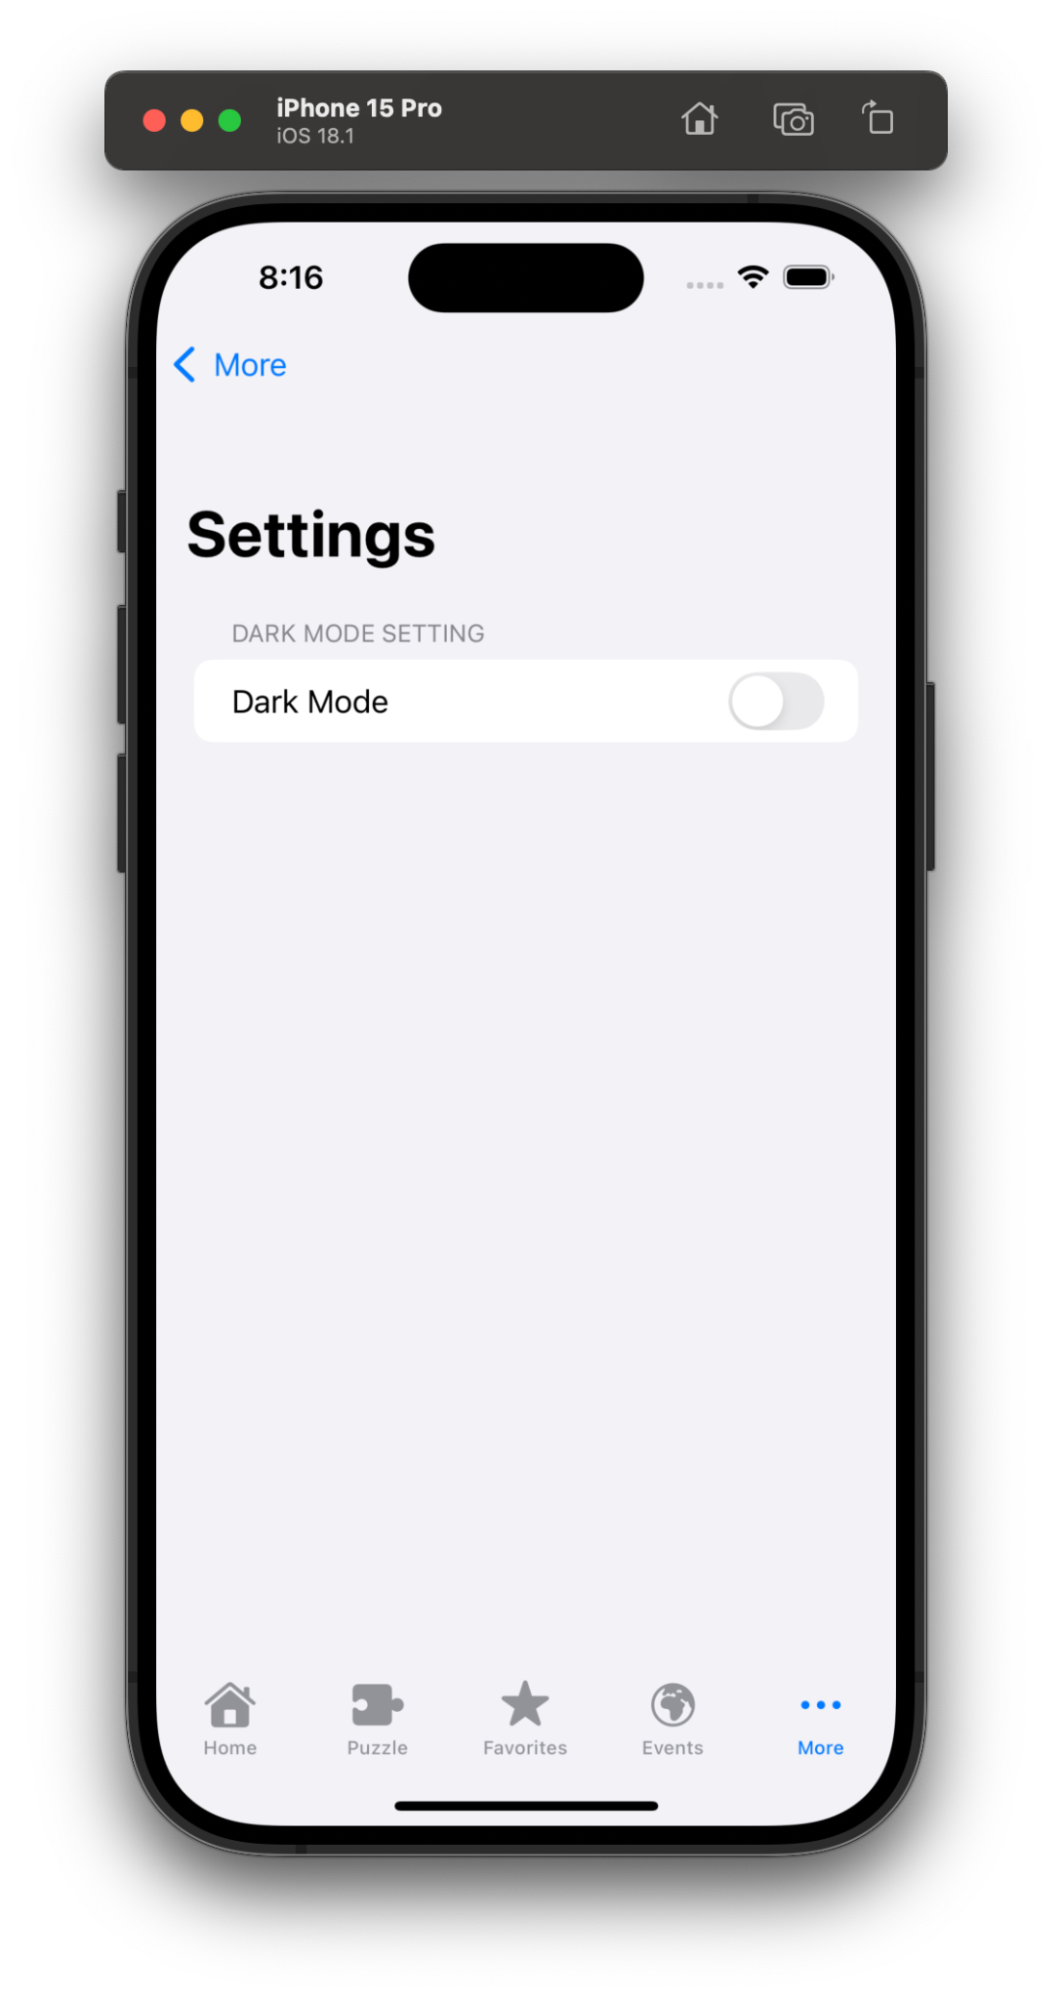 iPhone 15 Pro
iOS 18.1
8:16
More
Settings
DARK MODE SETTING
Dark Mode
Home
Puzzle
Favorites
Events
More